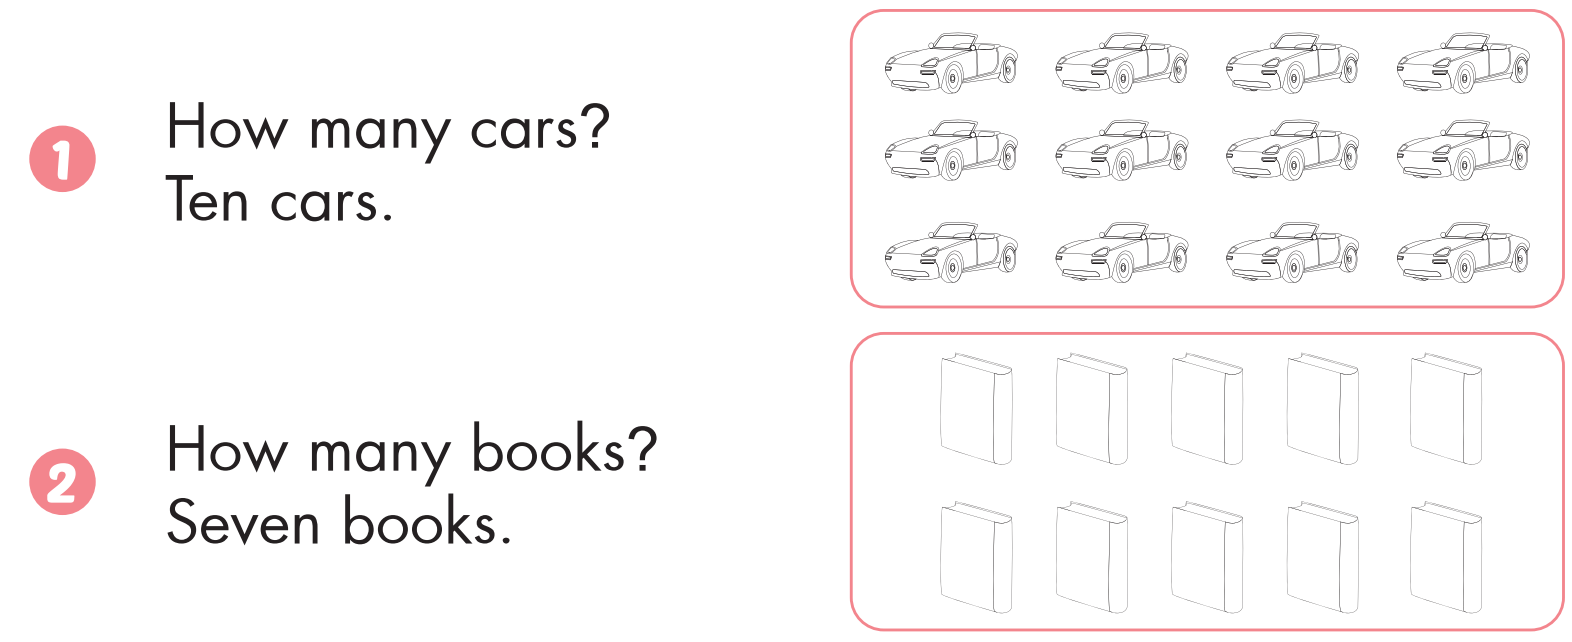 1
How many cars?
Ten cars.
2
How many books?
Seven books.